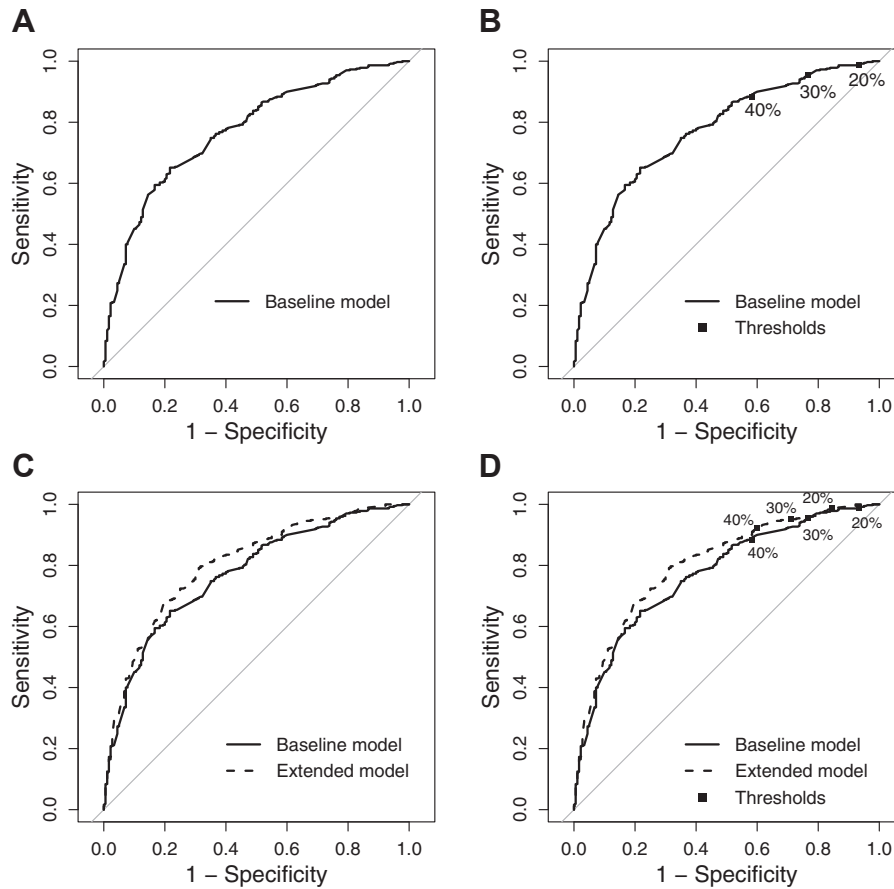 A
Sensitivity
0.0 0.2 0.4 0.6 0.8 1.0
Baseline model
0.0 0.2 0.4 0.6 0.8 1.0
1 − Specificity
B
Sensitivity
0.0 0.2 0.4 0.6 0.8 1.0
40%
30%
20%
Baseline model
Thresholds
0.0 0.2 0.4 0.6 0.8 1.0
1 − Specificity
C
Sensitivity
0.0 0.2 0.4 0.6 0.8 1.0
Baseline model
Extended model
0.0 0.2 0.4 0.6 0.8 1.0
1 − Specificity
D
Sensitivity
0.0 0.2 0.4 0.6 0.8 1.0
40%
30%
20%
40%
30%
20%
Baseline model
Extended model
Thresholds
0.0 0.2 0.4 0.6 0.8 1.0
1 − Specificity